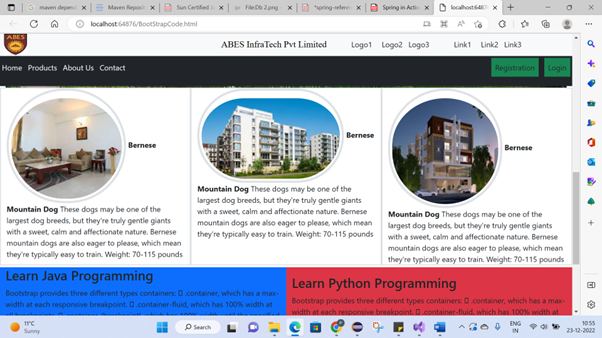 maven depend
Maven Reposit
Sun Certified J
File:Db 2.png
*spring-refere
Spring in Action
Screenshot
localhost:64876/
localhost:64876/BootStrapCode.html
ABES
ABES InfraTech Pvt Limited
Logo1 Logo2 Logo3
Link1 Link2 Link3
Home Products About Us Contact
Registration Login
Bernese
Mountain Dog These dogs may be one of the
largest dog breeds, but they're truly gentle giants
with a sweet, calm and affectionate nature. Bernese
mountain dogs are also eager to please, which mean
they're typically easy to train. Weight: 70-115 pounds
Bernese
Mountain Dog These dogs may be one of the
largest dog breeds, but they're truly gentle giants
with a sweet, calm and affectionate nature. Bernese
mountain dogs are also eager to please, which mean
they're typically easy to train. Weight: 70-115 pounds
Bernese
Mountain Dog These dogs may be one of the
largest dog breeds, but they're truly gentle giants
with a sweet, calm and affectionate nature. Bernese
mountain dogs are also eager to please, which mean
they're typically easy to train. Weight: 70-115 pounds
Learn Java Programming
Bootstrap provides three different types containers: .container, which has a max-
width at each responsive breakpoint. .container-fluid, which has 100% width at
Learn Python Programming
Bootstrap provides three different types containers: .container, which has a max-
width at each responsive breakpoint. .container-fluid, which has 100% width at
11°C
Sunny
Search
ENG
IN
10:55
23-12-2022